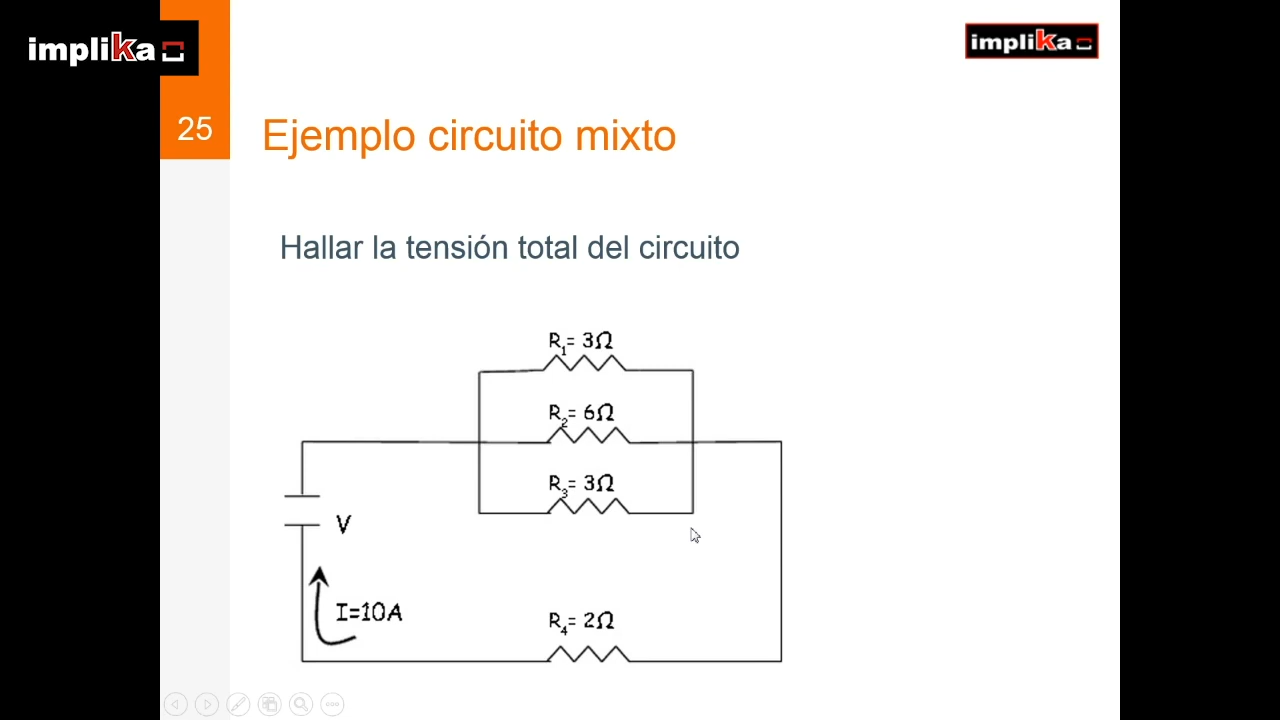 implika
implika
25
Ejemplo circuito mixto
Hallar la tensión total del circuito
R1= 3Ω
R2= 6Ω
R3= 3Ω
V
I=10A
R4= 2Ω